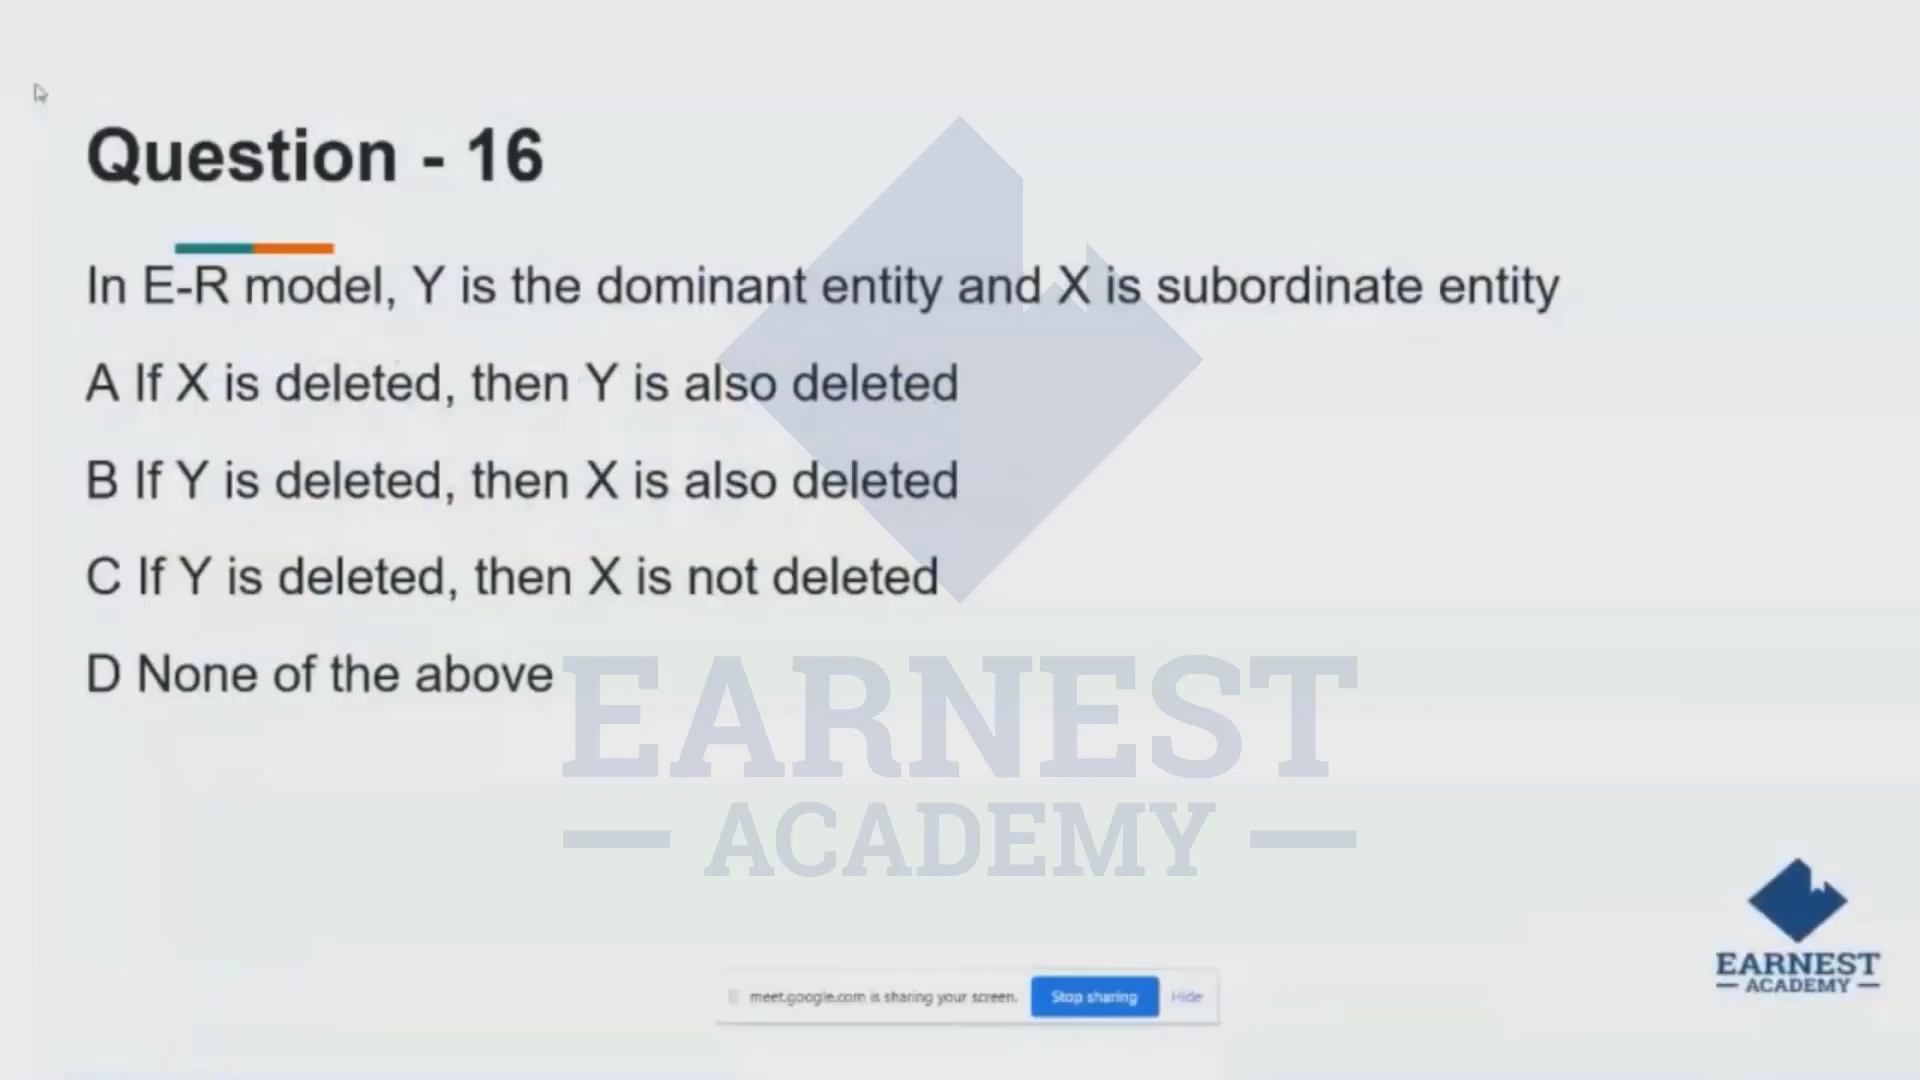 Question - 16
In E-R model, Y is the dominant entity and X is subordinate entity
A If X is deleted, then Y is also deleted
B If Y is deleted, then X is also deleted
C If Y is deleted, then X is not deleted
D None of the above
EARNEST
ACADEMY
EARNEST
ACADEMY
meet.google.com is sharing your screen.
Stop sharing
Hide